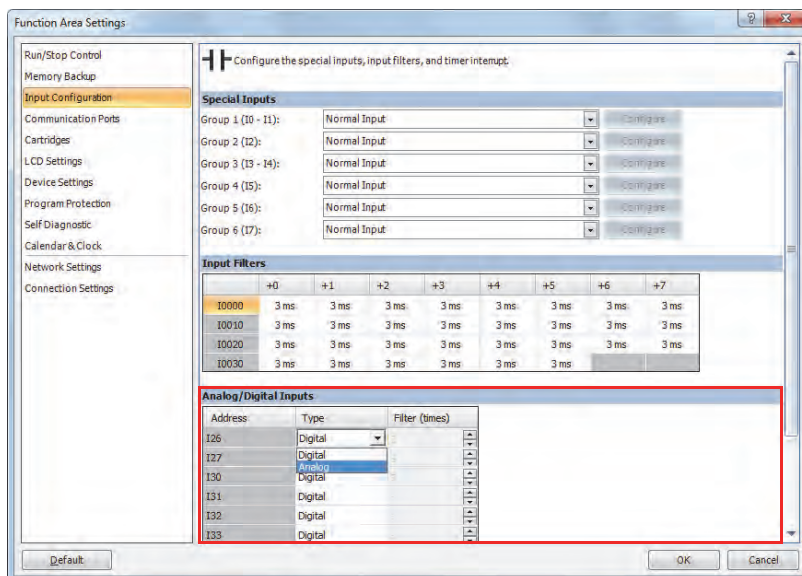 Function Area Settings
Run/Stop Control
Memory Backup
Input Configuration
Communication Ports
Cartridges
LCD Settings
Device Settings
Program Protection
Self Diagnostic
Calendar & Clock
Network Settings
Connection Settings
Configure the special inputs, input filters, and timer interrupt.
Special Inputs
Group 1 (I0 - I1): Normal Input Configure
Group 2 (I2): Normal Input Configure
Group 3 (I3 - I4): Normal Input Configure
Group 4 (I5): Normal Input Configure
Group 5 (I6): Normal Input Configure
Group 6 (I7): Normal Input Configure
Input Filters
+0 +1 +2 +3 +4 +5 +6 +7
I0000 3 ms 3 ms 3 ms 3 ms 3 ms 3 ms 3 ms 3 ms
I0010 3 ms 3 ms 3 ms 3 ms 3 ms 3 ms 3 ms 3 ms
I0020 3 ms 3 ms 3 ms 3 ms 3 ms 3 ms 3 ms 3 ms
I0030 3 ms 3 ms 3 ms 3 ms 3 ms 3 ms
Analog/Digital Inputs
Address Type Filter (times)
I26 Digital
I27 Digital
Analog
I30 Digital
I31 Digital
I32 Digital
I33 Digital
Default OK Cancel